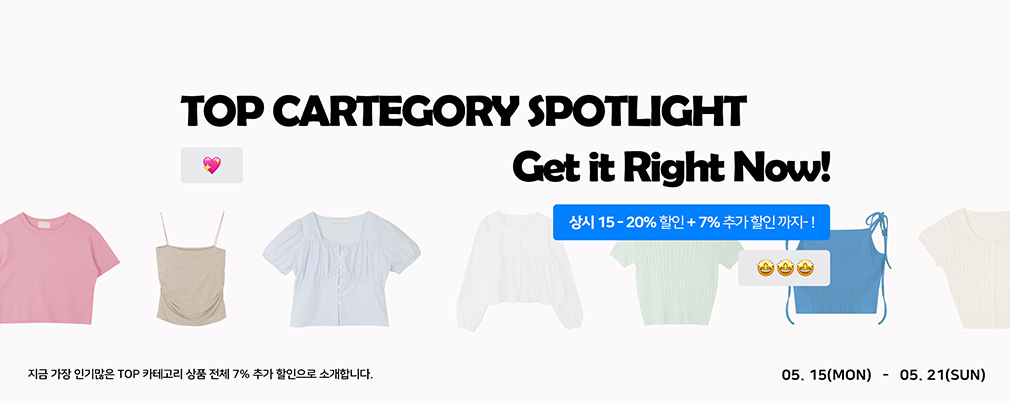 TOP CARTEGORY SPOTLIGHT
Get it Right Now!
상시 15 - 20% 할인 + 7% 추가 할인 까지- !
지금 가장 인기많은 TOP 카테고리 상품 전체 7% 추가 할인으로 소개합니다.
05. 15(MON) - 05. 21(SUN)